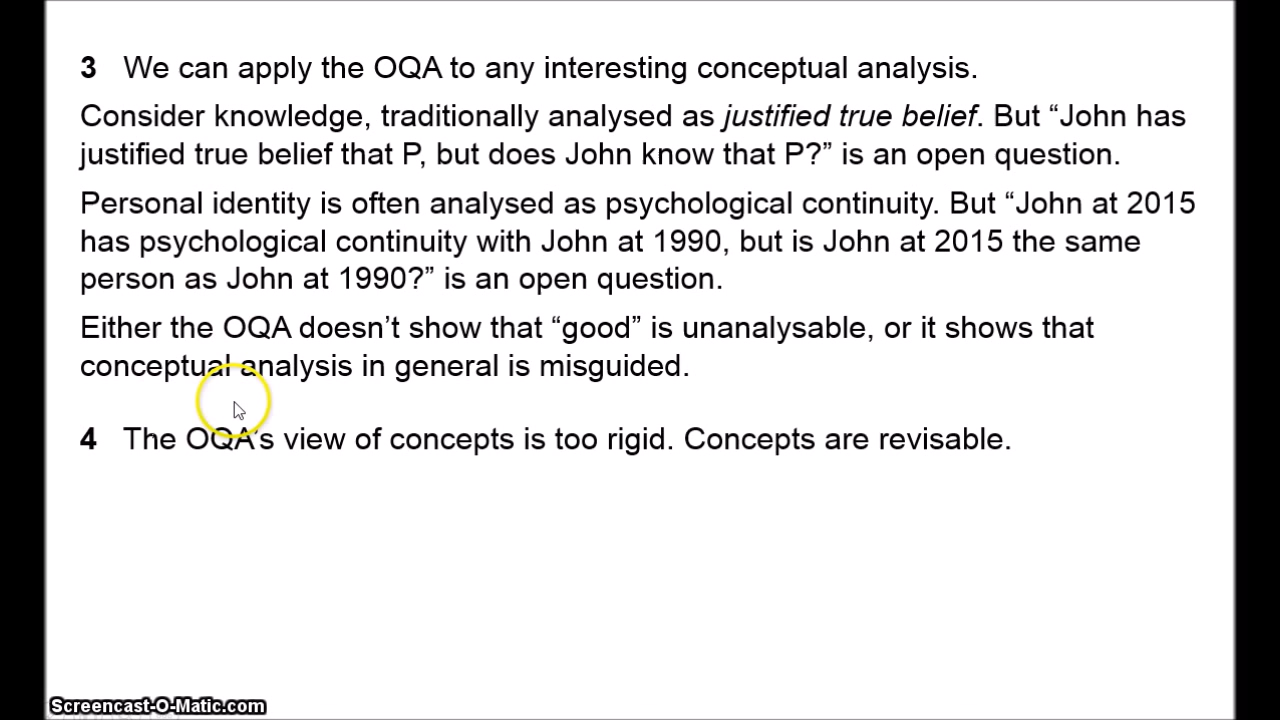 3 We can apply the OQA to any interesting conceptual analysis.
Consider knowledge, traditionally analysed as justified true belief. But “John has
justified true belief that P, but does John know that P?” is an open question.
Personal identity is often analysed as psychological continuity. But “John at 2015
has psychological continuity with John at 1990, but is John at 2015 the same
person as John at 1990?” is an open question.
Either the OQA doesn’t show that “good” is unanalysable, or it shows that
conceptual analysis in general is misguided.
4 The OQA’s view of concepts is too rigid. Concepts are revisable.
Screencast-O-Matic.com